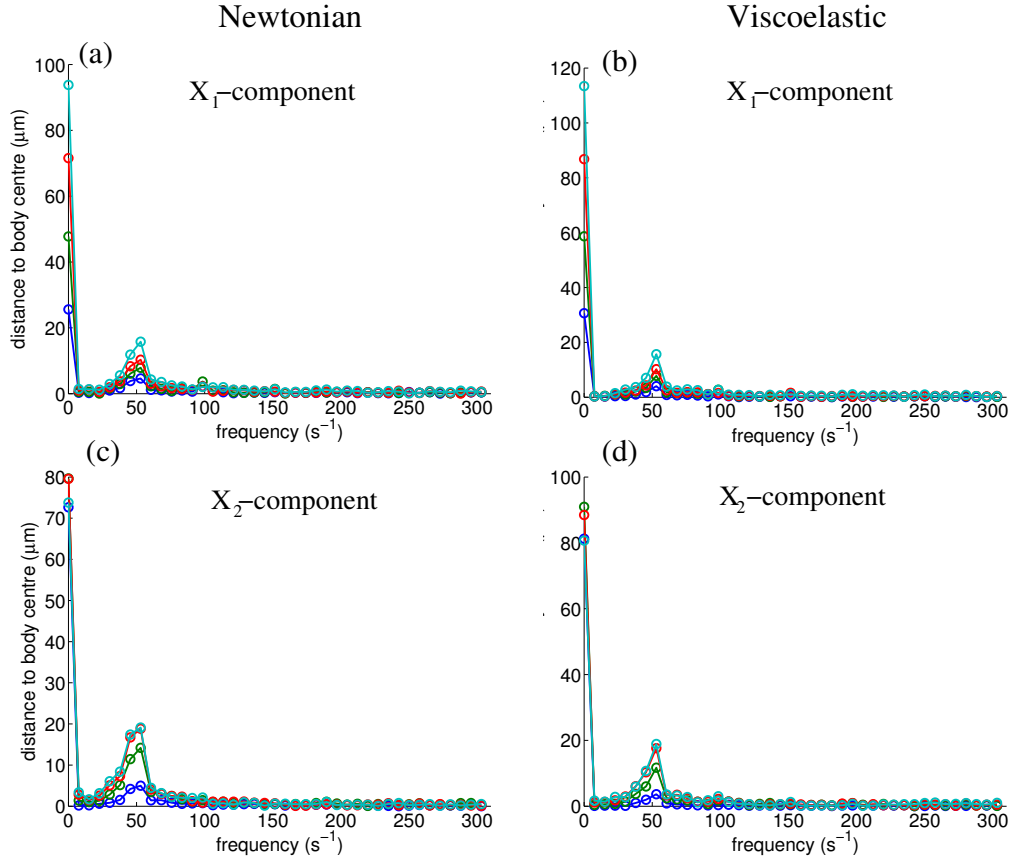 Newtonian
Viscoelastic
(a)
X₁–component
100
80
60
40
20
0
distance to body centre (μm)
0 50 100 150 200 250 300
frequency (s⁻¹)
(b)
X₁–component
120
100
80
60
40
20
0
0 50 100 150 200 250 300
frequency (s⁻¹)
(c)
X₂–component
80
70
60
50
40
30
20
10
0
distance to body centre (μm)
0 50 100 150 200 250 300
frequency (s⁻¹)
(d)
X₂–component
100
80
60
40
20
0
0 50 100 150 200 250 300
frequency (s⁻¹)